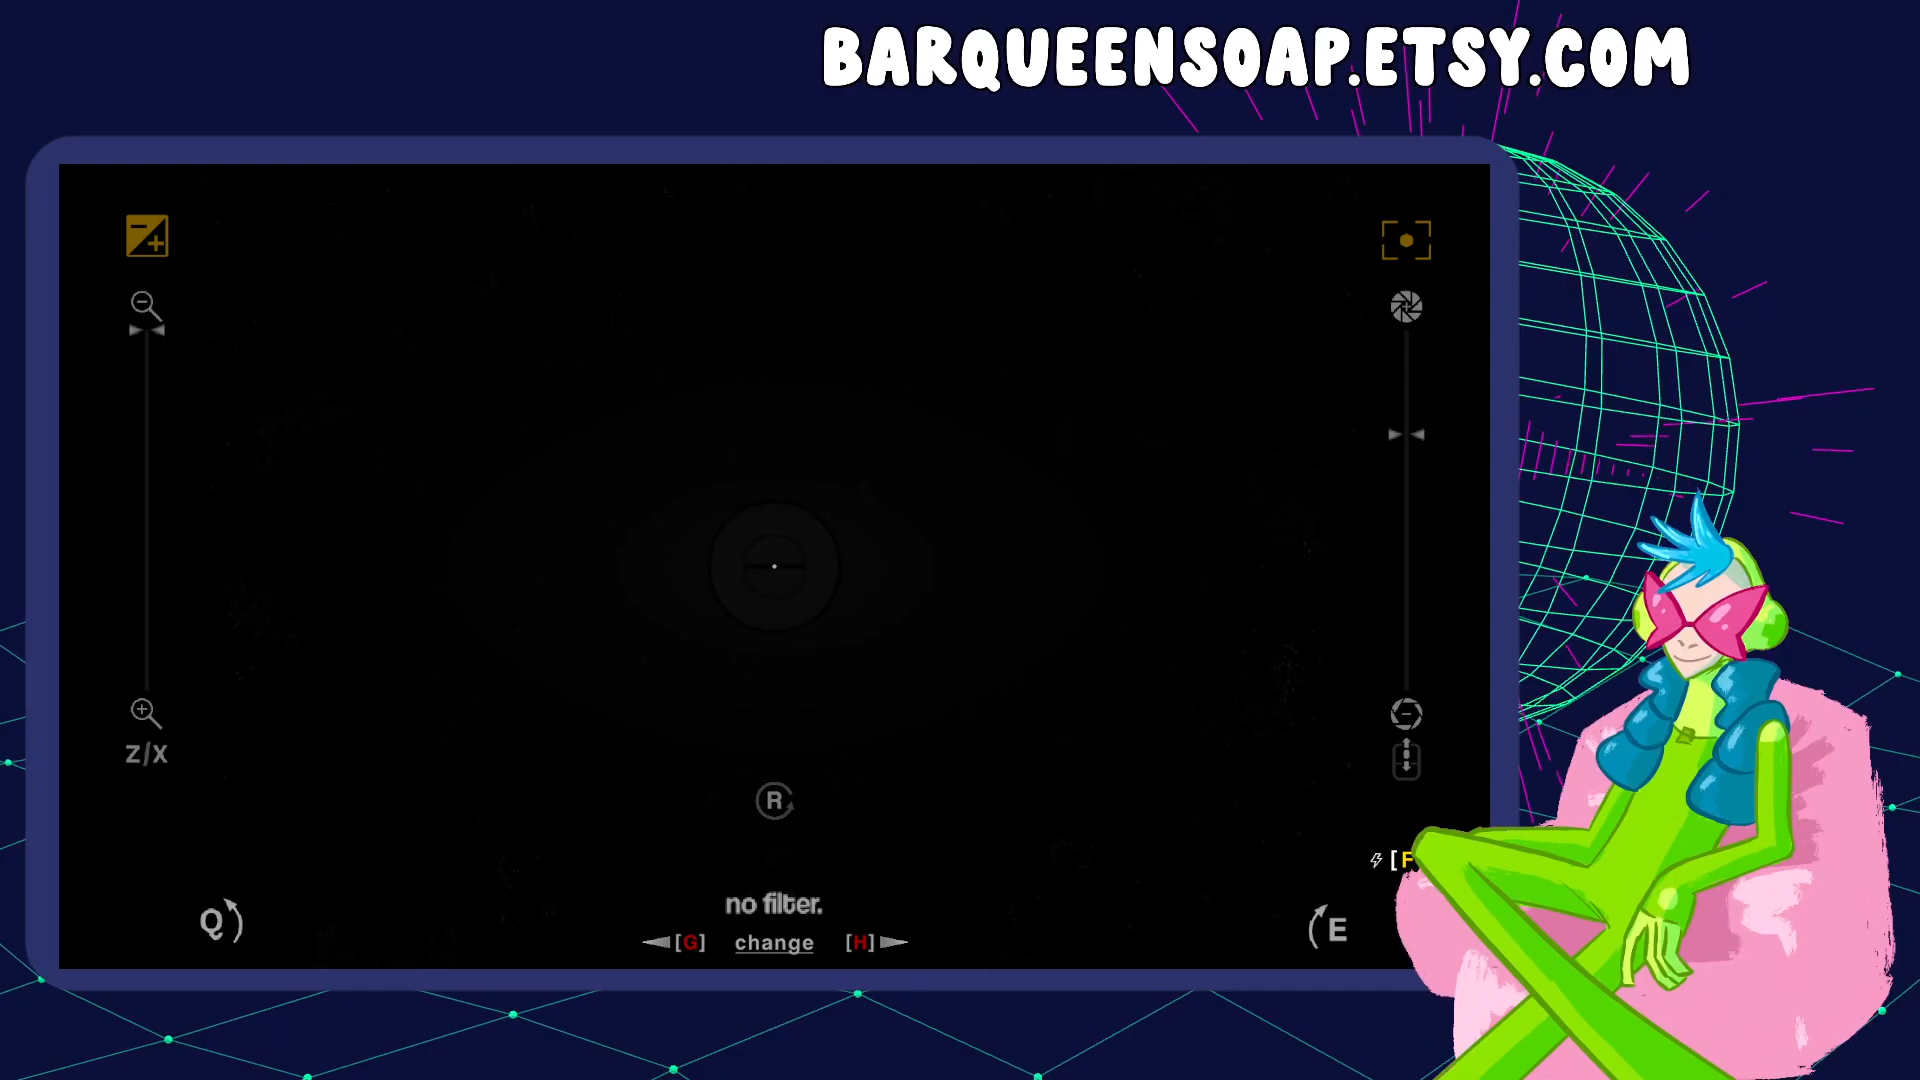 BARQUEENSOAP.ETSY.COM
Z/X
R
[F
no filter.
Q
E
[G] change [H]